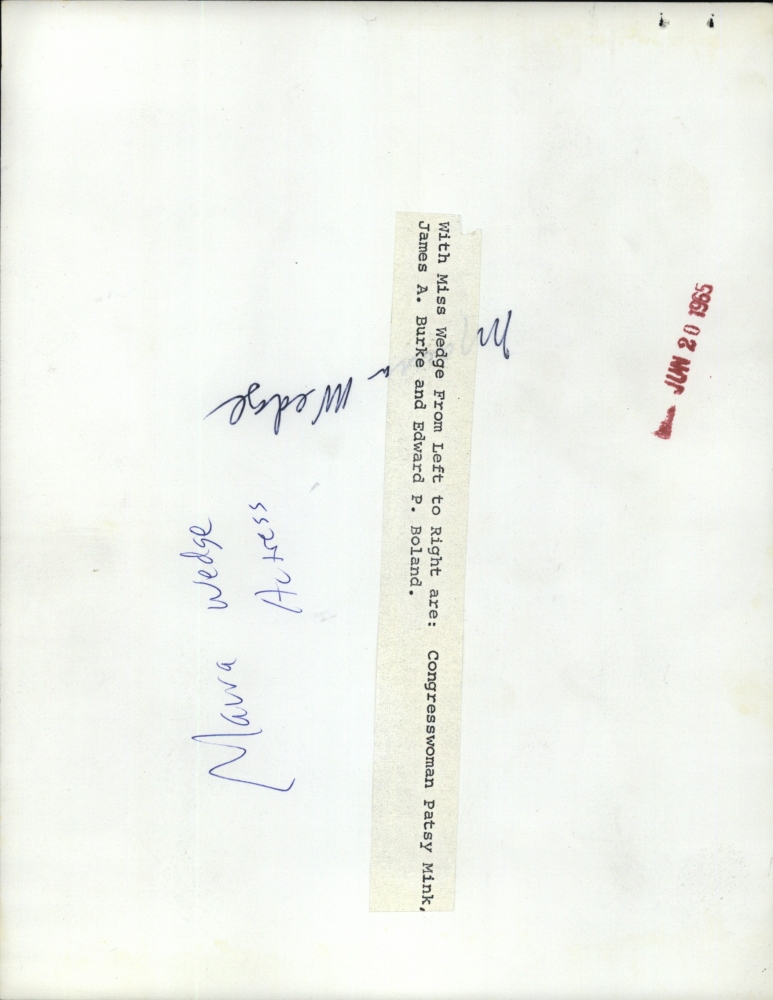 With Miss Wedge From Left to Right are: Congresswoman Patsy Mink,
James A. Burke and Edward P. Boland.
Wedge
Maura Wedge
Actress
JUN 20 1965